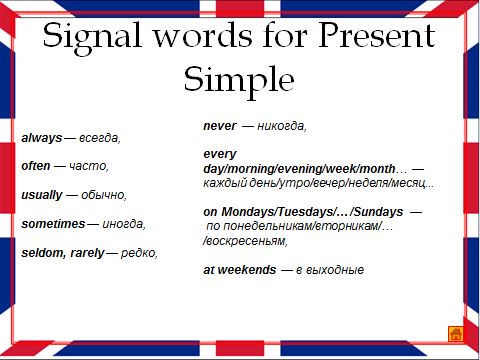 Signal words for Present
Simple
always — всегда,
often — часто,
usually — обычно,
sometimes — иногда,
seldom, rarely — редко,
never — никогда,
every
day/morning/evening/week/month… —
каждый день/утро/вечер/неделя/месяц...
on Mondays/Tuesdays/…/Sundays —
по понедельникам/вторникам/…
/воскресеньям,
at weekends — в выходные